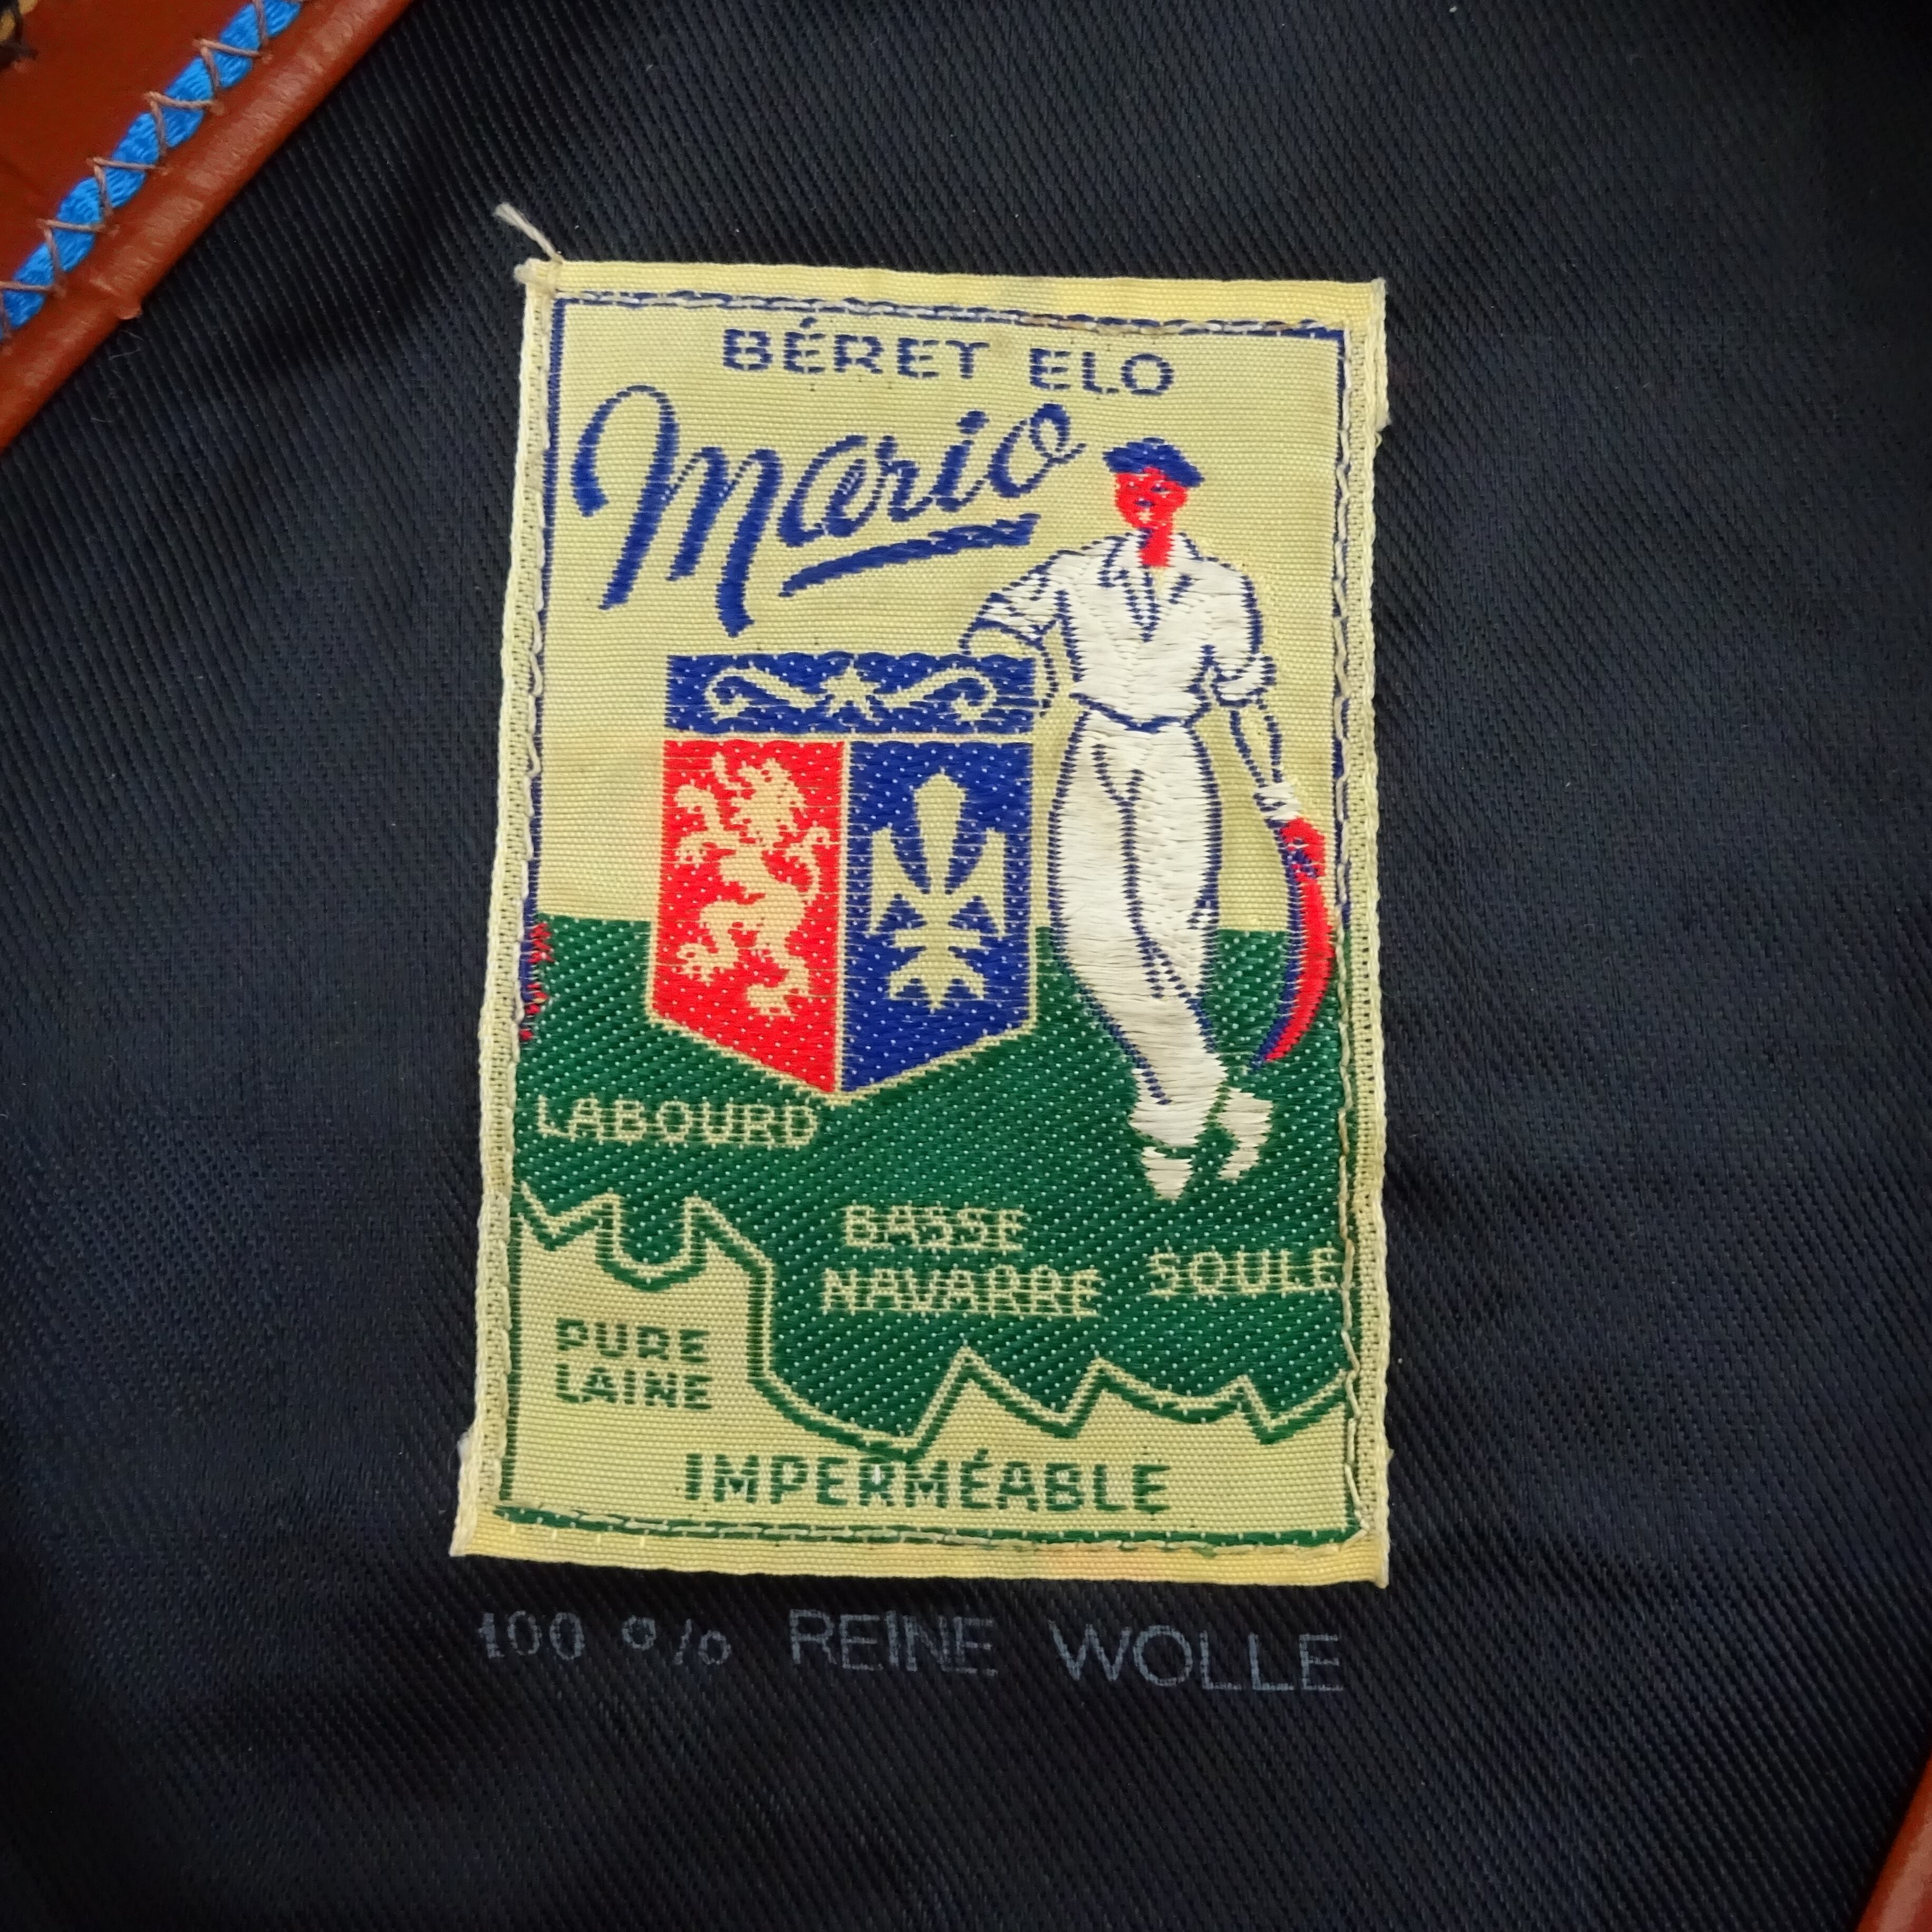 BÉRET ELO
Mario
LABOURD
BASSE
NAVARRE
SOULE
PURE
LAINE
IMPERMÉABLE
100 % REINE WOLLE